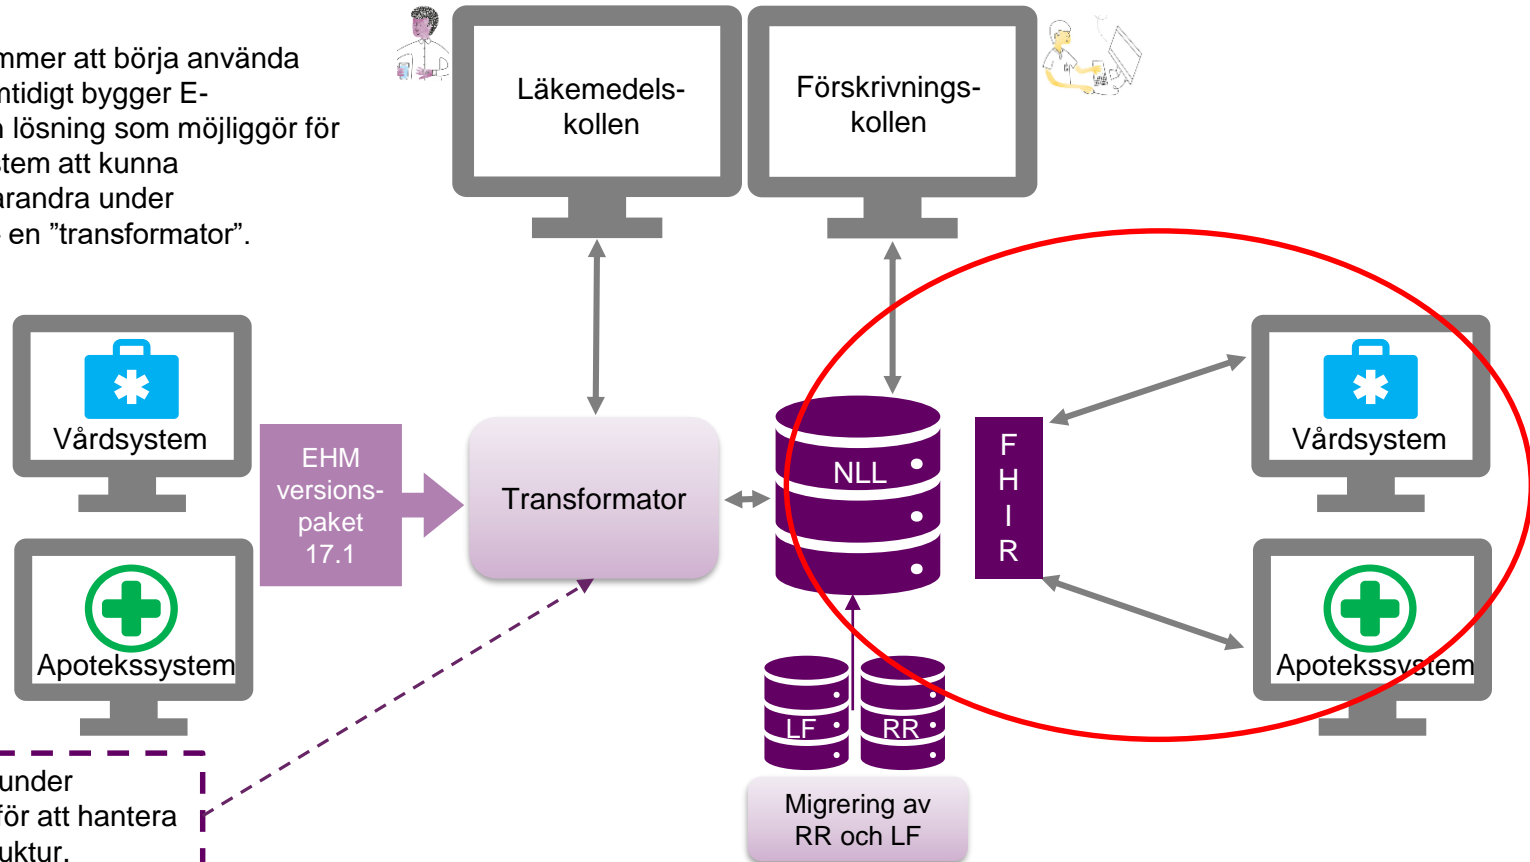 mmer att börja använda
mtidigt bygger E-
lösning som möjliggör för
stem att kunna
arandra under
en ”transformator”.
Läkemedels-
kollen
Förskrivnings-
kollen
Vårdsystem
Apotekssystem
EHM
versions-
paket
17.1
Transformator
NLL
F
H
I
R
Vårdsystem
Apotekssystem
LF
RR
Migrering av
RR och LF
under
för att hantera
uktur.